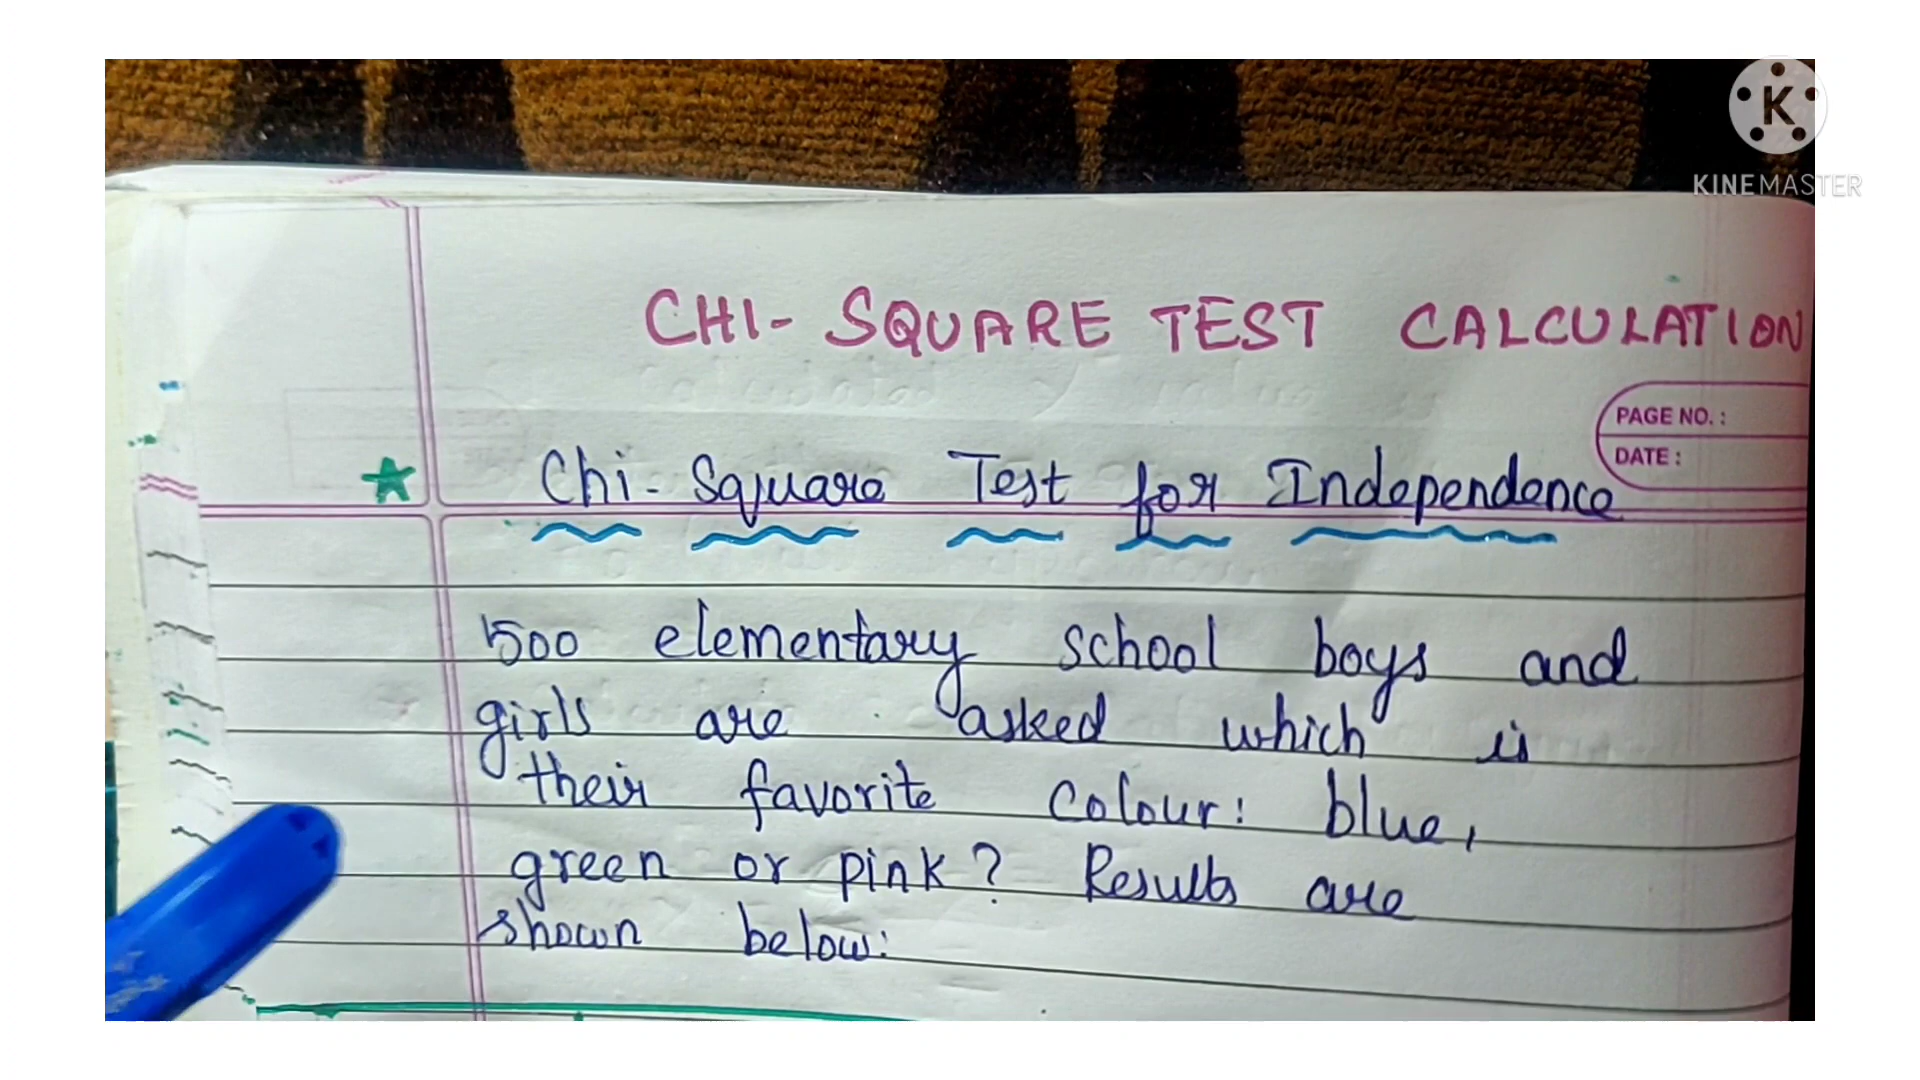 KINEMASTER
CHI-SQUARE TEST CALCULATION
PAGE NO. :
DATE :
Chi-Square Test for Independence
500 elementary school boys and
girls are asked which is
their favorite colour: blue,
green or pink? Results are
shown below: